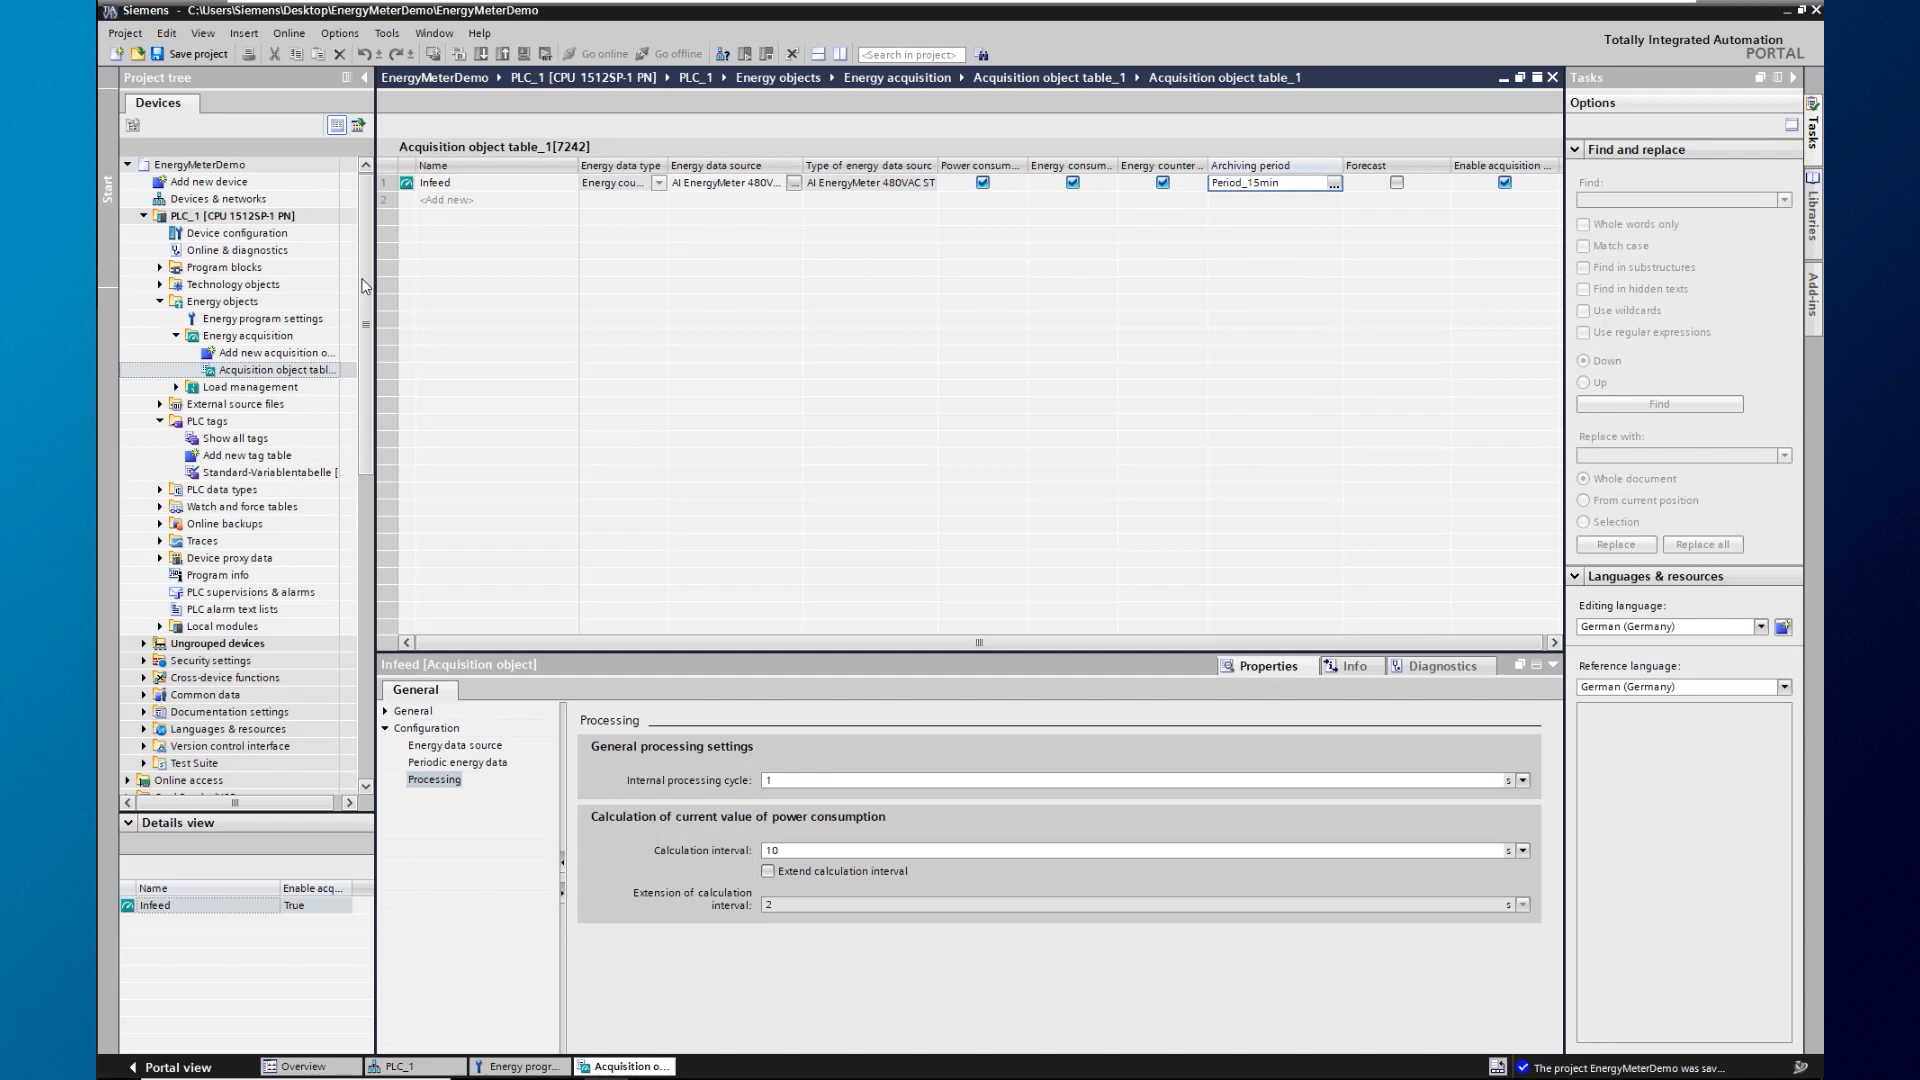 Siemens - C:\Users\Siemens\Desktop\EnergyMeterDemo\EnergyMeterDemo
Project Edit View Insert Online Options Tools Window Help
Totally Integrated Automation
PORTAL
Save project Go online Go offline <Search in project>
Project tree
EnergyMeterDemo PLC_1 [CPU 1512SP-1 PN] PLC_1 Energy objects Energy acquisition Acquisition object table_1 Acquisition object table_1
Tasks
Start
Devices
EnergyMeterDemo
Add new device
Devices & networks
PLC_1 [CPU 1512SP-1 PN]
Device configuration
Online & diagnostics
Program blocks
Technology objects
Energy objects
Energy program settings
Energy acquisition
Add new acquisition o...
Acquisition object tabl...
Load management
External source files
PLC tags
Show all tags
Add new tag table
Standard-Variablentabelle [
PLC data types
Watch and force tables
Online backups
Traces
Device proxy data
Program info
PLC supervisions & alarms
PLC alarm text lists
Local modules
Ungrouped devices
Security settings
Cross-device functions
Common data
Documentation settings
Languages & resources
Version control interface
Test Suite
Online access
Details view
Name Enable acq...
Infeed True
Acquisition object table_1[7242]
Name Energy data type Energy data source Type of energy data sourc Power consum... Energy consum... Energy counter .. Archiving period Forecast Enable acquisition ...
1 Infeed Energy cou... AI EnergyMeter 480V... ... AI EnergyMeter 480VAC ST Period_15min ...
2 <Add new>
Infeed [Acquisition object]
Properties Info Diagnostics
General
General
Configuration
Energy data source
Periodic energy data
Processing
Processing
General processing settings
Internal processing cycle: 1 s
Calculation of current value of power consumption
Calculation interval: 10 s
Extend calculation interval
Extension of calculation
interval: 2 s
Options
Find and replace
Find:
Whole words only
Match case
Find in substructures
Find in hidden texts
Use wildcards
Use regular expressions
Down
Up
Find
Replace with:
Whole document
From current position
Selection
Replace Replace all
Languages & resources
Editing language:
German (Germany)
Reference language:
German (Germany)
Tasks
Libraries
Add-ins
Portal view Overview PLC_1 Energy progr... Acquisition o... The project EnergyMeterDemo was sav...